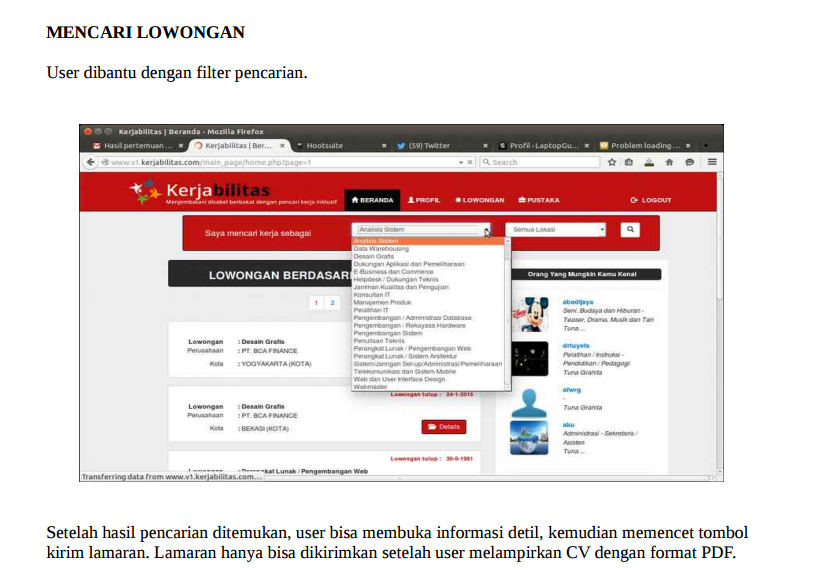 MENCARI LOWONGAN
User dibantu dengan filter pencarian.
Kerjabilitas | Beranda - Mozilla Firefox
Hasil pertemuan ... × Kerjabilitas | Ber... × Hootsuite × (59) Twitter × Profil -LaptopGu... × Problem loading ... ×
www.v1.kerjabilitas.com/main_page/home.php?page=1
Search
Kerjabilitas
Menjembatani disabel berbakat dengan pencari kerja inklusif
BERANDA PROFIL LOWONGAN PUSTAKA LOGOUT
Saya mencari kerja sebagai
Analisis Sistem
Semua Lokasi
Analisis Sistem
Data Warehousing
Desain Grafis
Dukungan Aplikasi dan Pemeliharaan
E-Business dan Commerce
Helpdesk / Dukungan Teknis
Jaminan Kualitas dan Pengujian
Konsultan IT
Manajemen Produk
Pelatihan IT
Pengembangan / Administrasi Database
Pengembangan / Rekayasa Hardware
Pengembangan Sistem
Penulisan Teknis
Perangkat Lunak / Pengembangan Web
Perangkat Lunak / Sistem Arsitektur
Sistem/Jaringan Set-up/Administrasi/Pemeliharaan
Telekomunikasi dan Sistem Mobile
Web dan User Interface Design
Webmaster
LOWONGAN BERDASAR
1 2
Lowongan : Desain Grafis
Perusahaan : PT. BCA FINANCE
Kota : YOGYAKARTA (KOTA)
Lowongan tutup : 24-1-2015
Lowongan : Desain Grafis
Perusahaan : PT. BCA FINANCE
Kota : BEKASI (KOTA)
Details
Lowongan tutup : 30-6-1981
Lowongan : Perangkat Lunak / Pengembangan Web
Orang Yang Mungkin Kamu Kenal
abadijaya
Seni, Budaya dan Hiburan -
Teaser, Drama, Musik dan Tari
Tuna ...
drtuyets
Pelatihan / Instruksi -
Pendidikan / Pedagogi
Tuna Grahita
afwrg
-
Tuna Grahita
aku
Administrasi - Sekretaris /
Asisten
Tuna ...
Transferring data from www.v1.kerjabilitas.com...
Setelah hasil pencarian ditemukan, user bisa membuka informasi detil, kemudian memencet tombol
kirim lamaran. Lamaran hanya bisa dikirimkan setelah user melampirkan CV dengan format PDF.